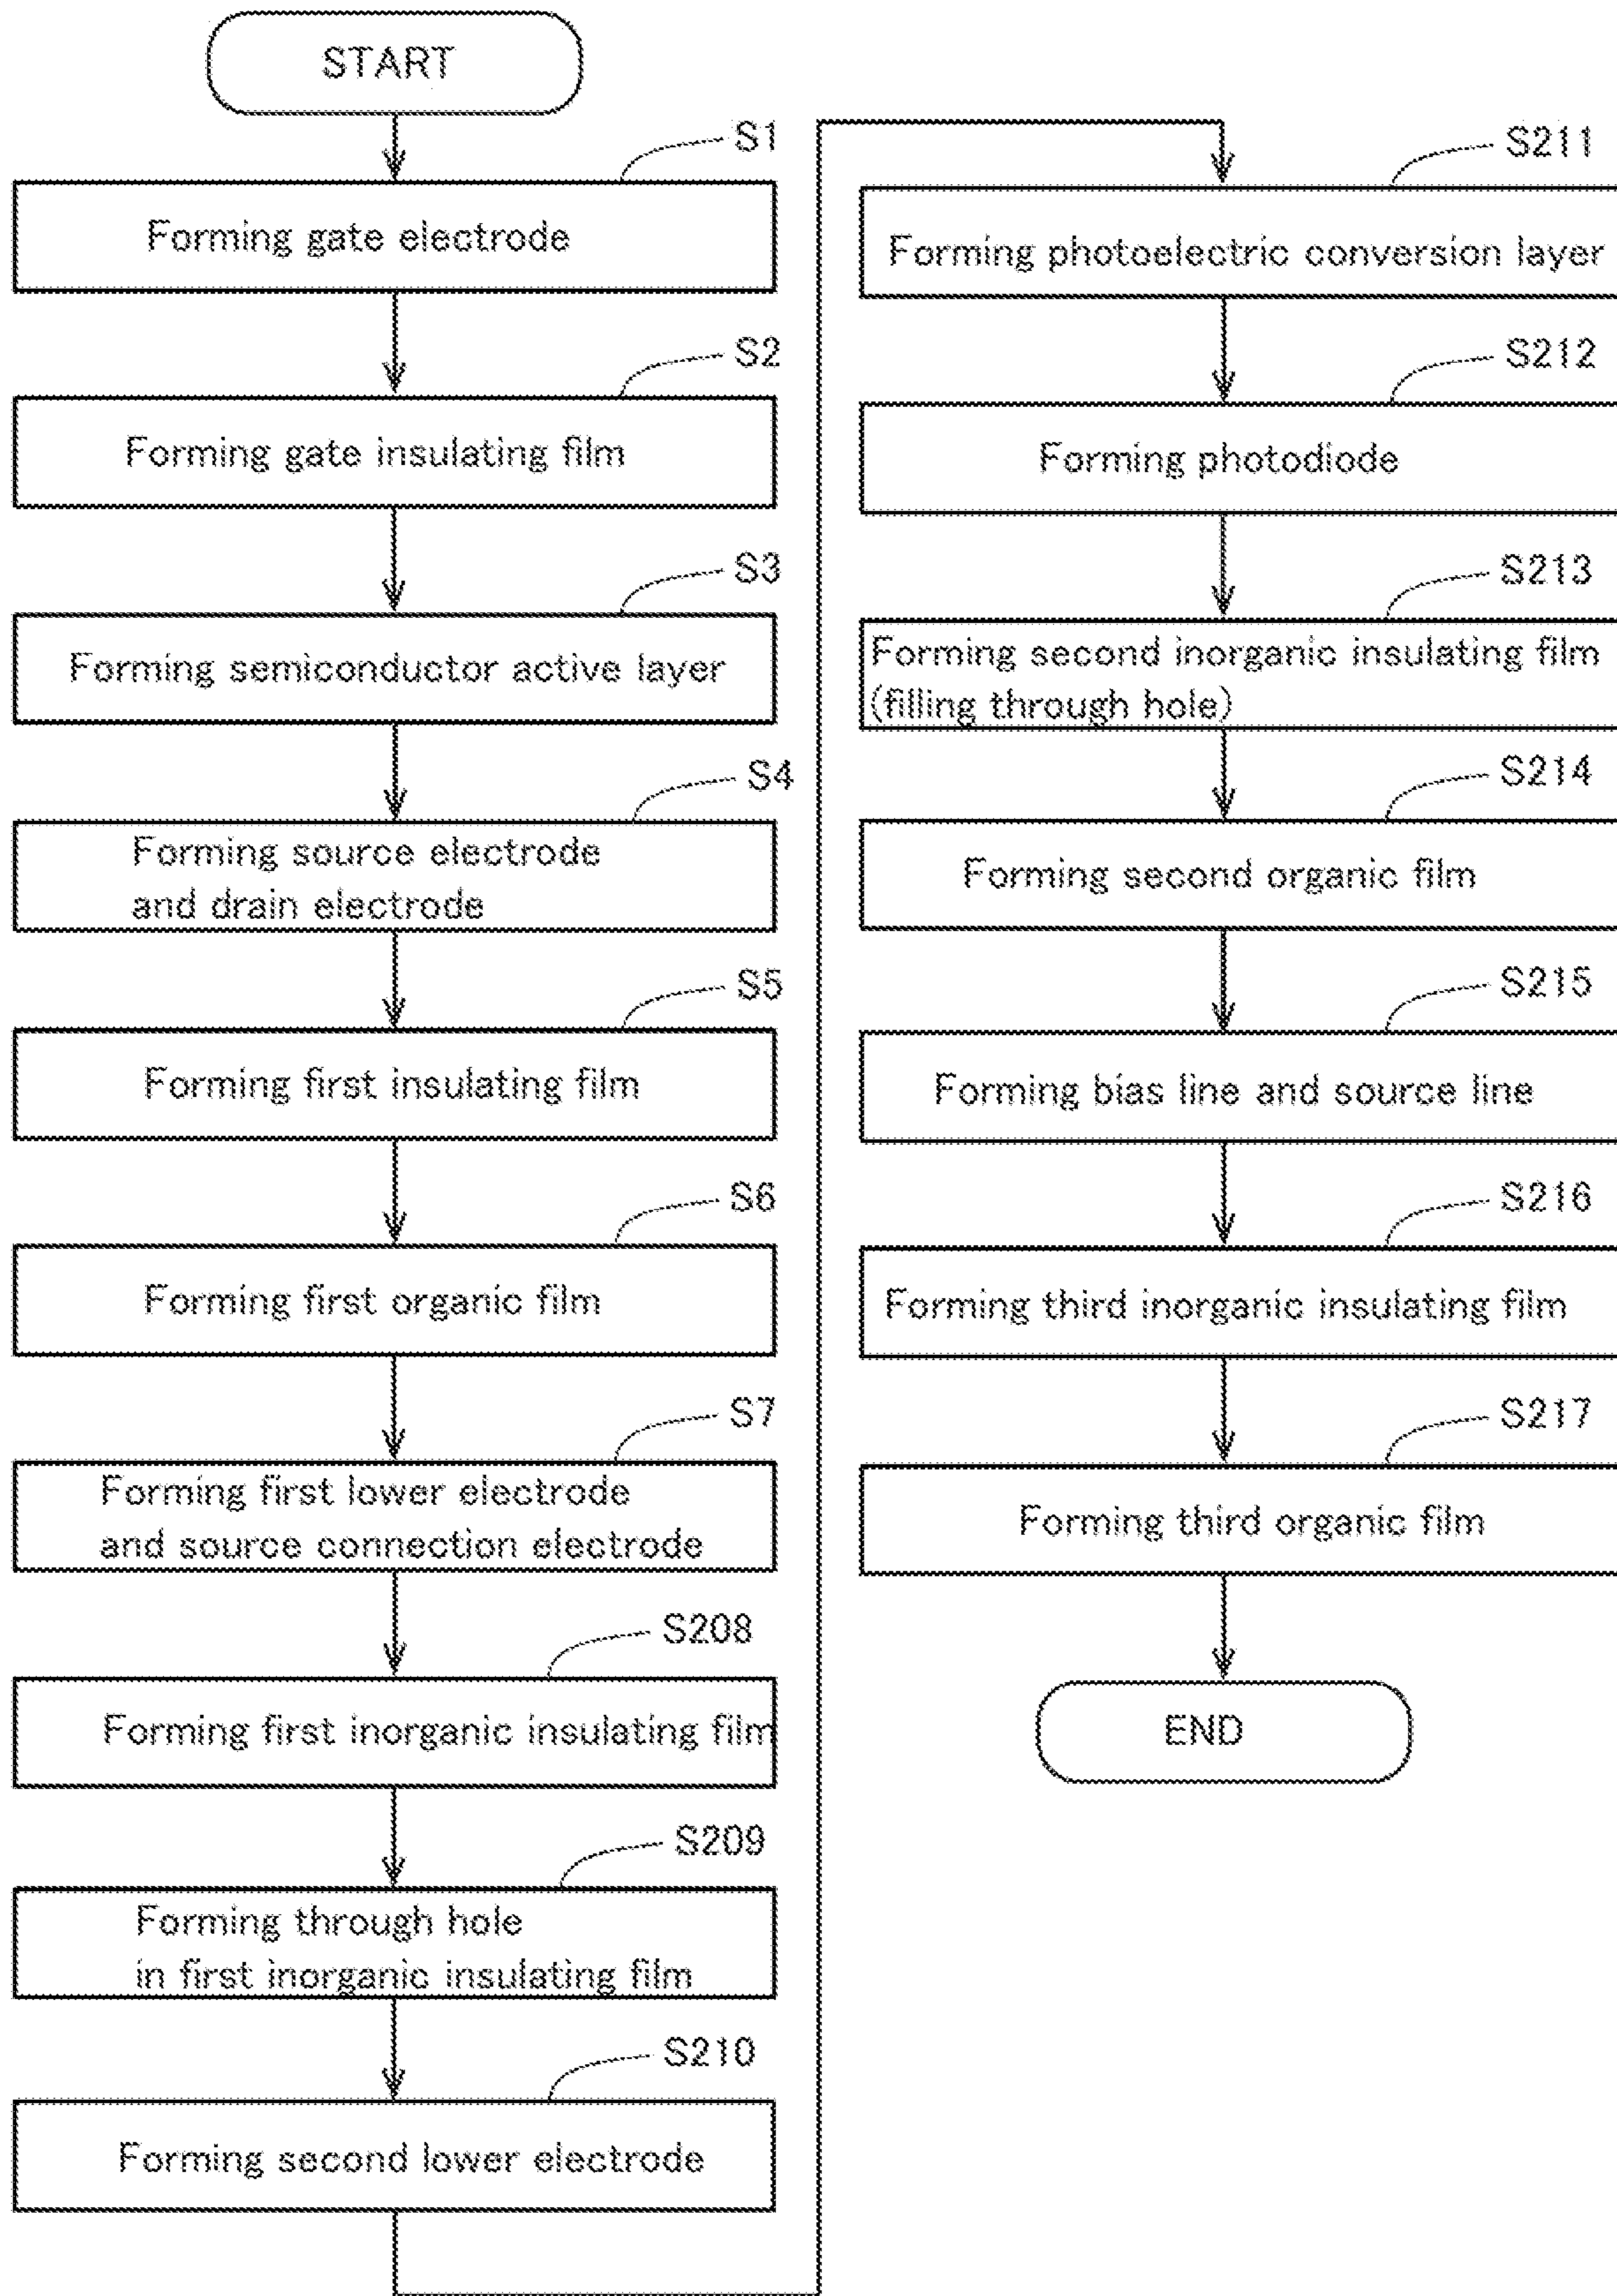 START
S1
Forming gate electrode
S2
Forming gate insulating film
S3
Forming semiconductor active layer
S4
Forming source electrode
and drain electrode
S5
Forming first insulating film
S6
Forming first organic film
S7
Forming first lower electrode
and source connection electrode
S208
Forming first inorganic insulating film
S209
Forming through hole
in first inorganic insulating film
S210
Forming second lower electrode
S211
Forming photoelectric conversion layer
S212
Forming photodiode
S213
Forming second inorganic insulating film
(filling through hole)
S214
Forming second organic film
S215
Forming bias line and source line
S216
Forming third inorganic insulating film
S217
Forming third organic film
END